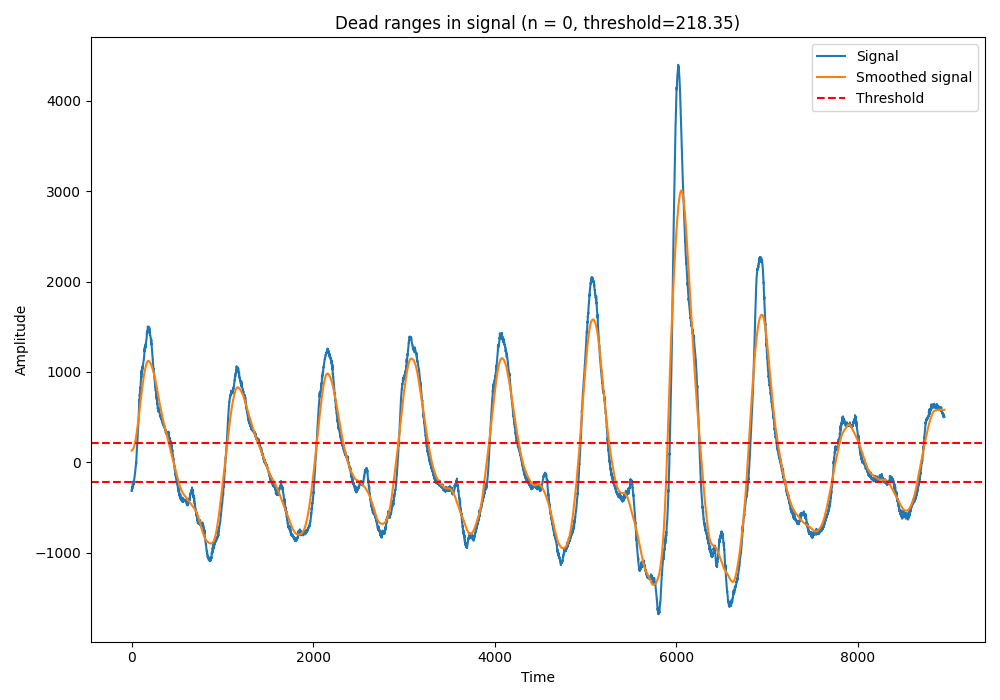 Dead ranges in signal (n = 0, threshold=218.35)
Signal
Smoothed signal
Threshold
Amplitude
4000
3000
2000
1000
0
−1000
0
2000
4000
6000
8000
Time